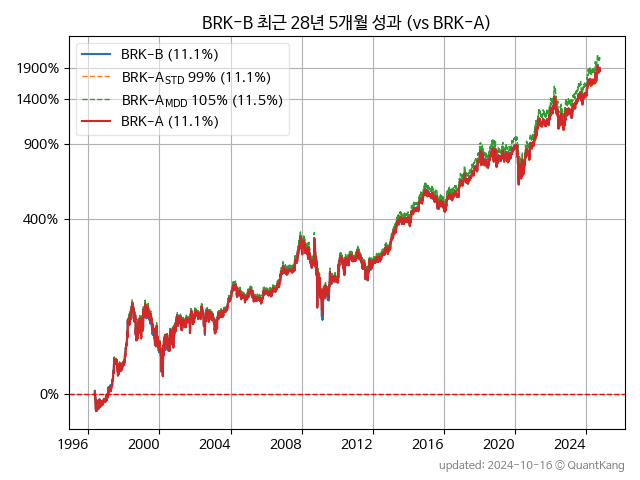 BRK-B 최근 28년 5개월 성과 (vs BRK-A)
BRK-B (11.1%)
BRK-A_STD 99% (11.1%)
BRK-A_MDD 105% (11.5%)
BRK-A (11.1%)
1900%
1400%
900%
400%
0%
1996 2000 2004 2008 2012 2016 2020 2024
updated: 2024-10-16 © QuantKang